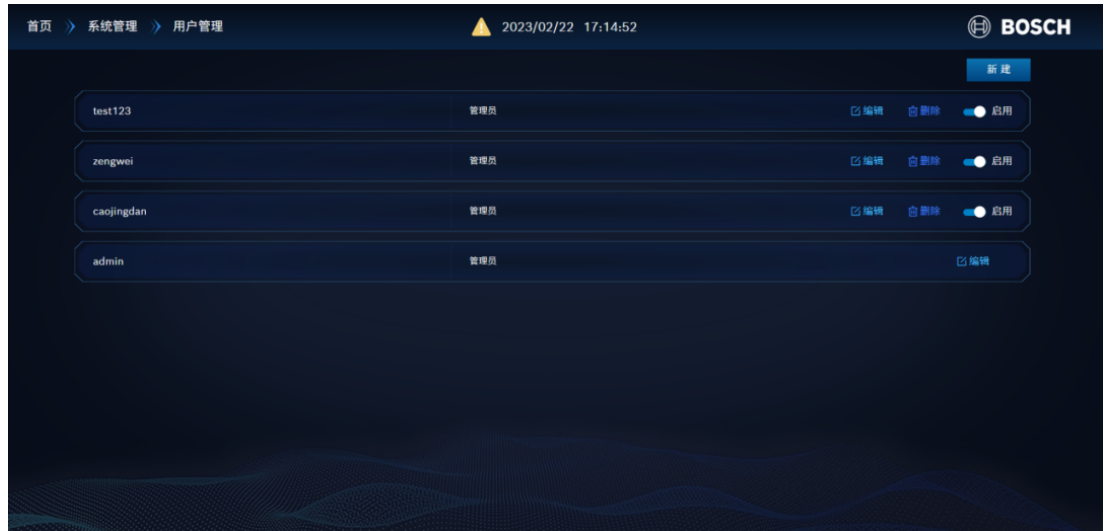 首页 系统管理 用户管理 2023/02/22 17:14:52 BOSCH
新建
test123 管理员 编辑 删除 启用
zengwei 管理员 编辑 删除 启用
caojingdan 管理员 编辑 删除 启用
admin 管理员 编辑